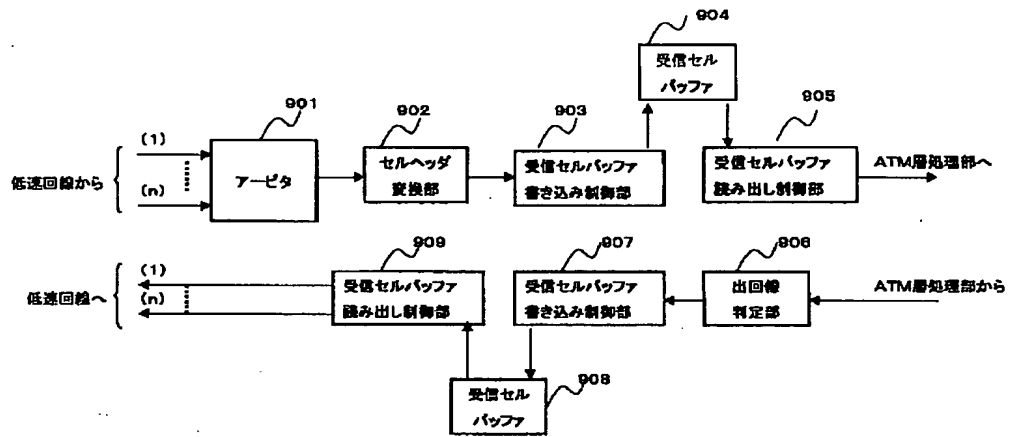 904
受信セル
バッファ
901
902
903
905
(1)
低速回線から
(n)
アービタ
セルヘッダ
変換部
受信セルバッファ
書き込み制御部
受信セルバッファ
読み出し制御部
ATM層処理部へ
909
907
906
(1)
低速回線へ
(n)
受信セルバッファ
読み出し制御部
受信セルバッファ
書き込み制御部
出回線
判定部
ATM層処理部から
受信セル
バッファ
908